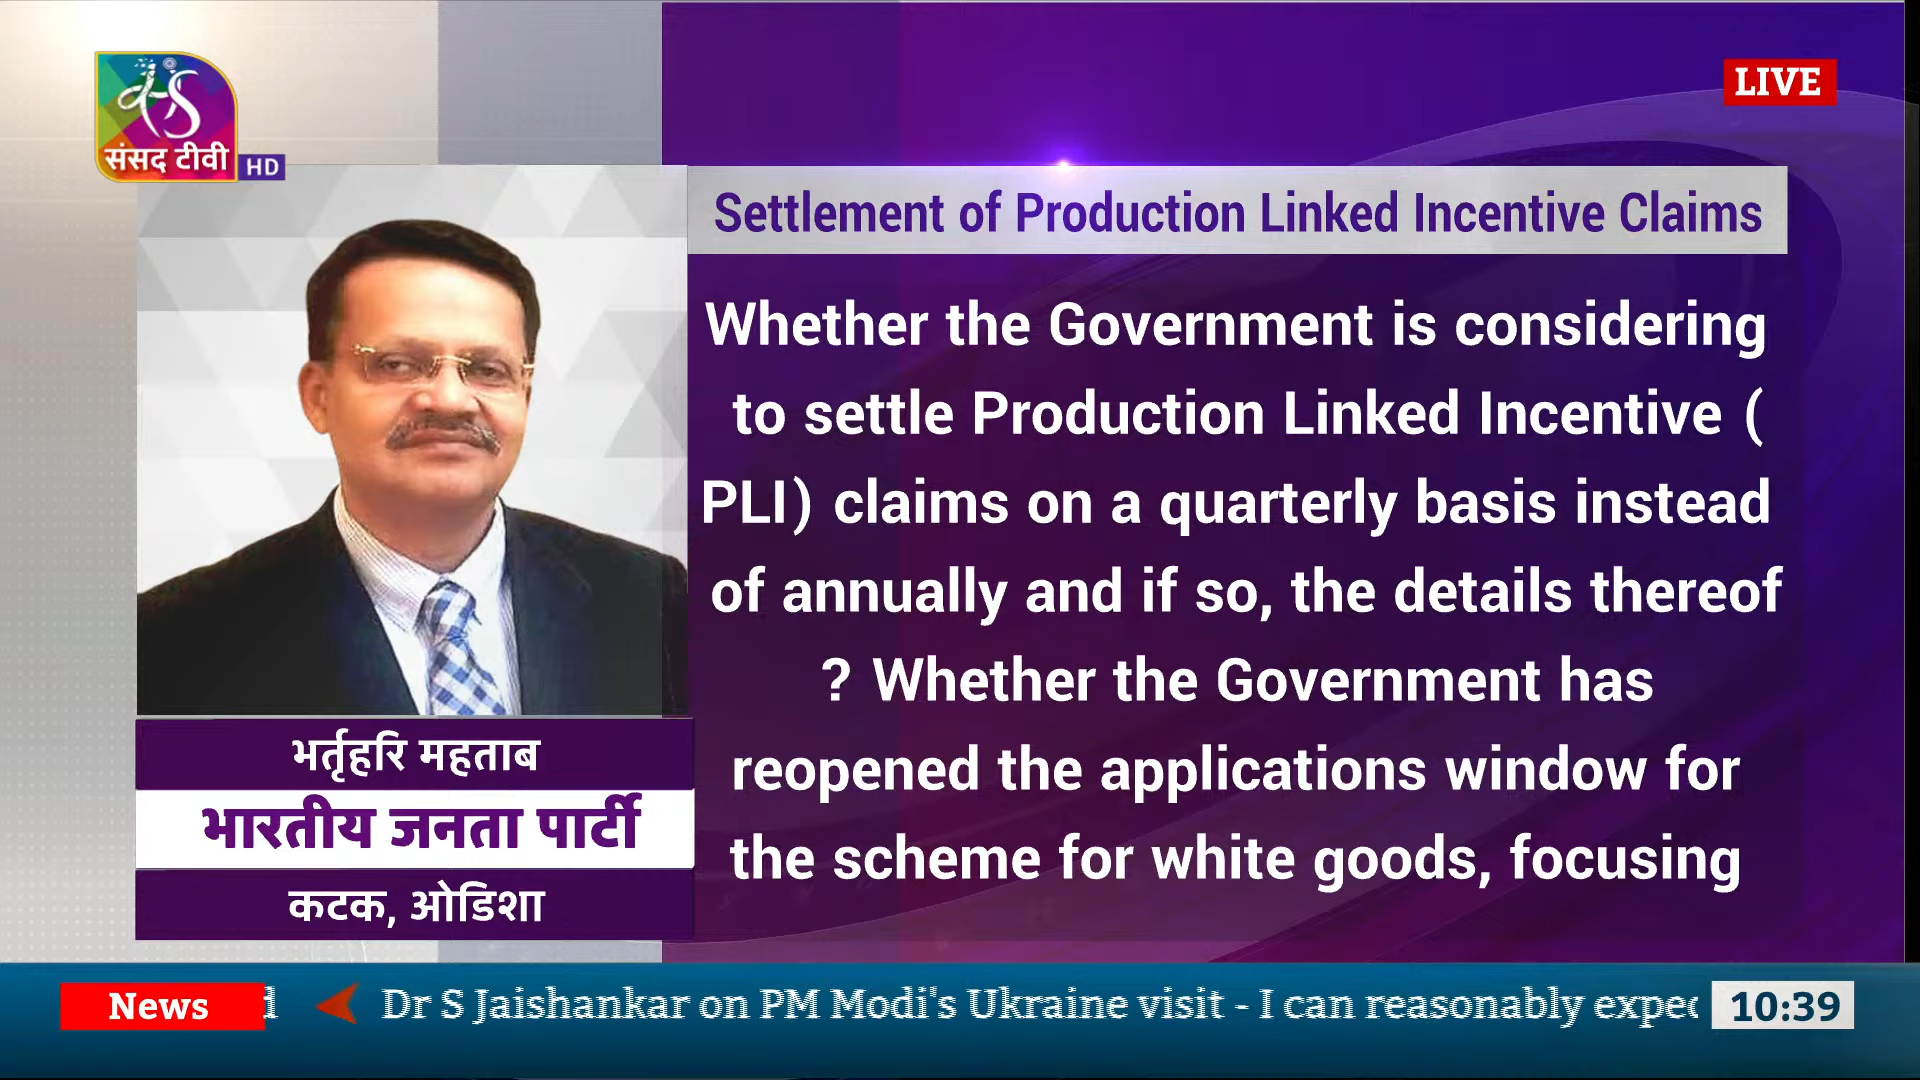 संसद टीवी
HD
LIVE
Settlement of Production Linked Incentive Claims
Whether the Government is considering
to settle Production Linked Incentive (
PLI) claims on a quarterly basis instead
of annually and if so, the details thereof
? Whether the Government has
reopened the applications window for
the scheme for white goods, focusing
भर्तृहरि महताब
भारतीय जनता पार्टी
कटक, ओडिशा
News
Dr S Jaishankar on PM Modi's Ukraine visit - I can reasonably
10:39